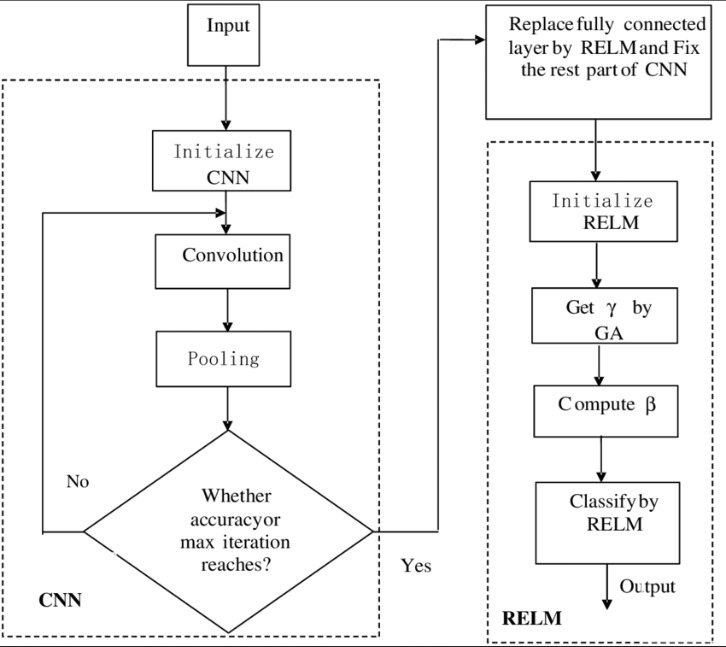 Input
Initialize
CNN
Convolution
Pooling
Whether
accuracyor
max iteration
reaches?
No
Yes
CNN
Replace fully connected
layer by RELM and Fix
the rest part of CNN
Initialize
RELM
Get γ by
GA
Compute β
Classify by
RELM
Output
RELM